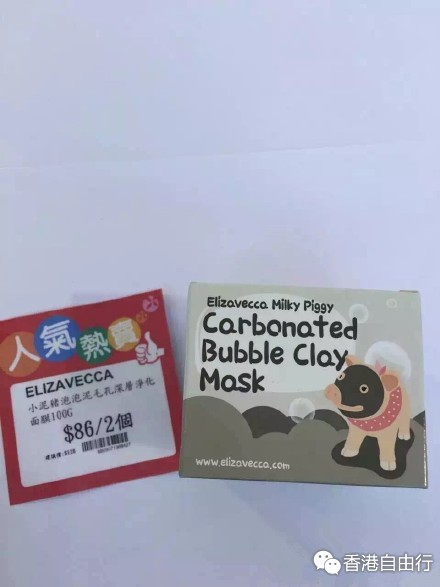 人氣熱賣
ELIZAVECCA
小泥豬泡泡泥毛孔深層淨化
面膜100G
$86/2個
Elizavecca Milky Piggy
Carbonated
Bubble Clay
Mask
www.elizavecca.com
香港自由行